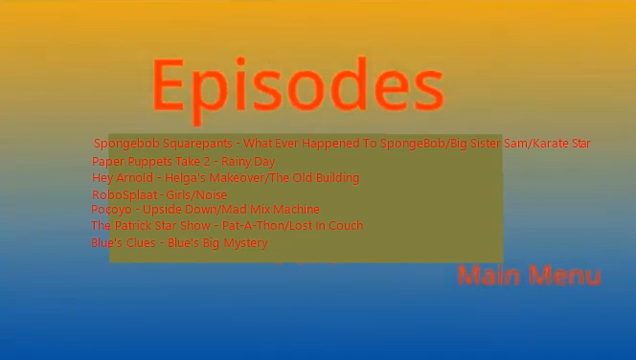 Episodes
Spongebob Squarepants - What Ever Happened To SpongeBob/Big Sister Sam/Karate Star
Paper Puppets Take 2 - Rainy Day
Hey Arnold - Helga's Makeover/The Old Building
RoboSplaat - Girls/Noise
Pocoyo - Upside Down/Mad Mix Machine
The Patrick Star Show - Pat-A-Thon/Lost in Couch
Blue's Clues - Blue's Big Mystery
Main Menu